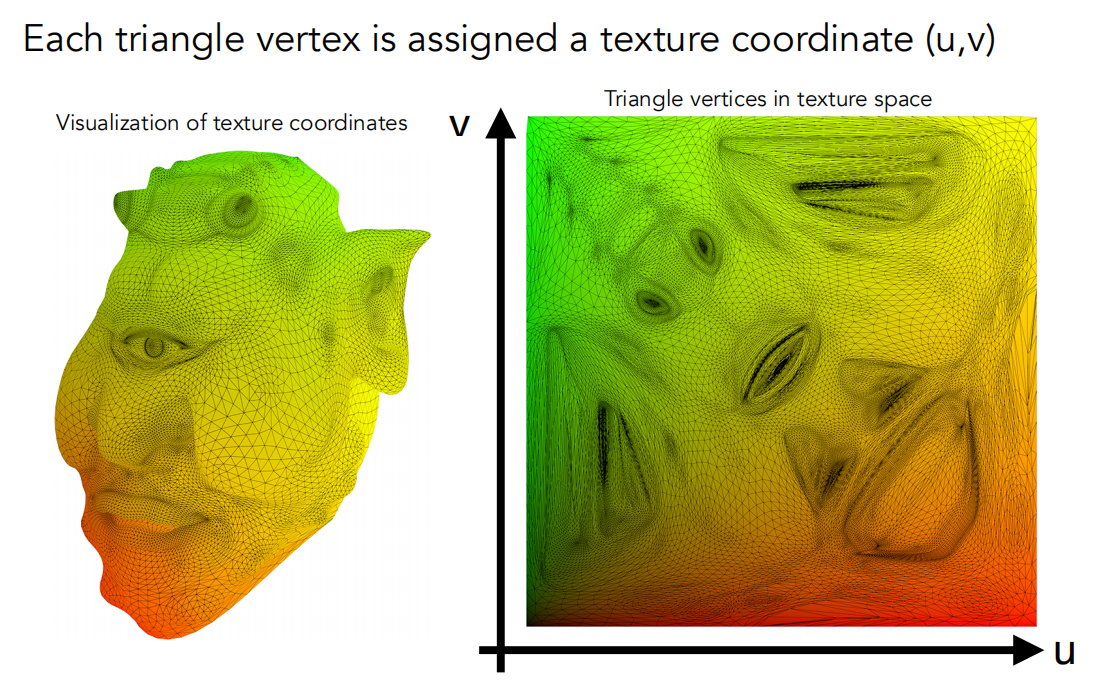 Each triangle vertex is assigned a texture coordinate (u,v)
Visualization of texture coordinates
Triangle vertices in texture space
v
u